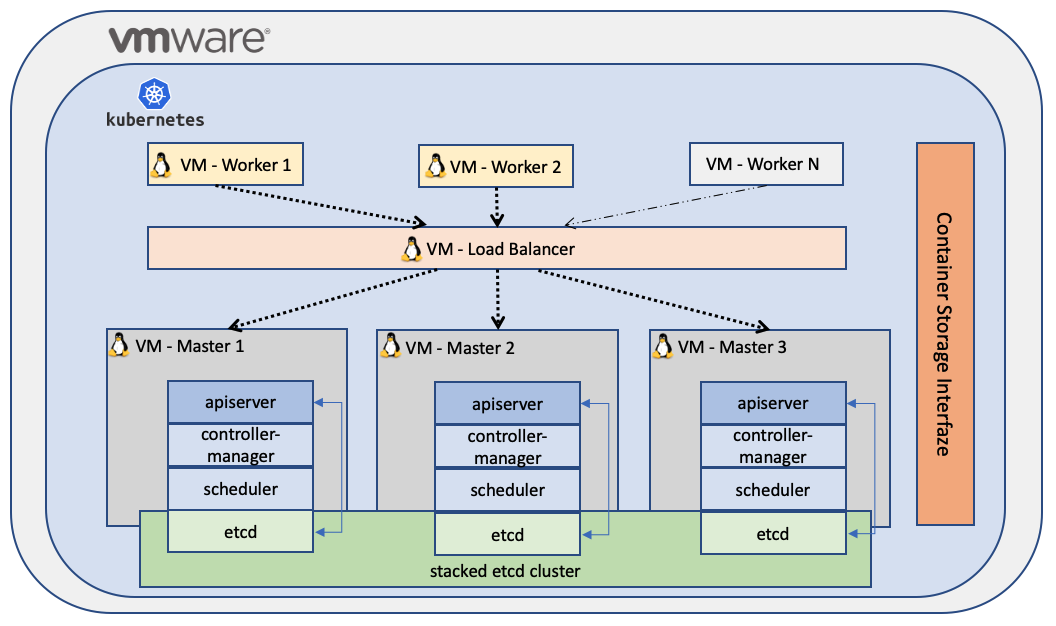 vmware®
kubernetes
VM - Worker 1
VM - Worker 2
VM - Worker N
VM - Load Balancer
VM - Master 1
VM - Master 2
VM - Master 3
apiserver
controller-
manager
scheduler
etcd
apiserver
controller-
manager
scheduler
etcd
apiserver
controller-
manager
scheduler
etcd
stacked etcd cluster
Container Storage Interfaze